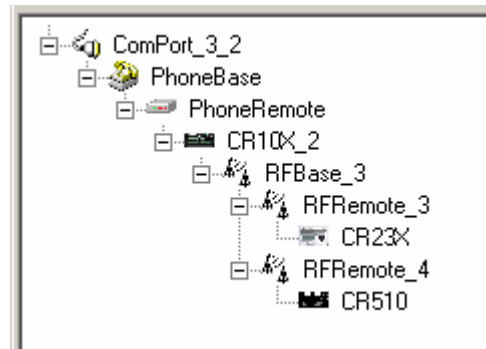 ComPort_3_2
PhoneBase
PhoneRemote
CR10X_2
RFBase_3
RFRemote_3
CR23X
RFRemote_4
CR510